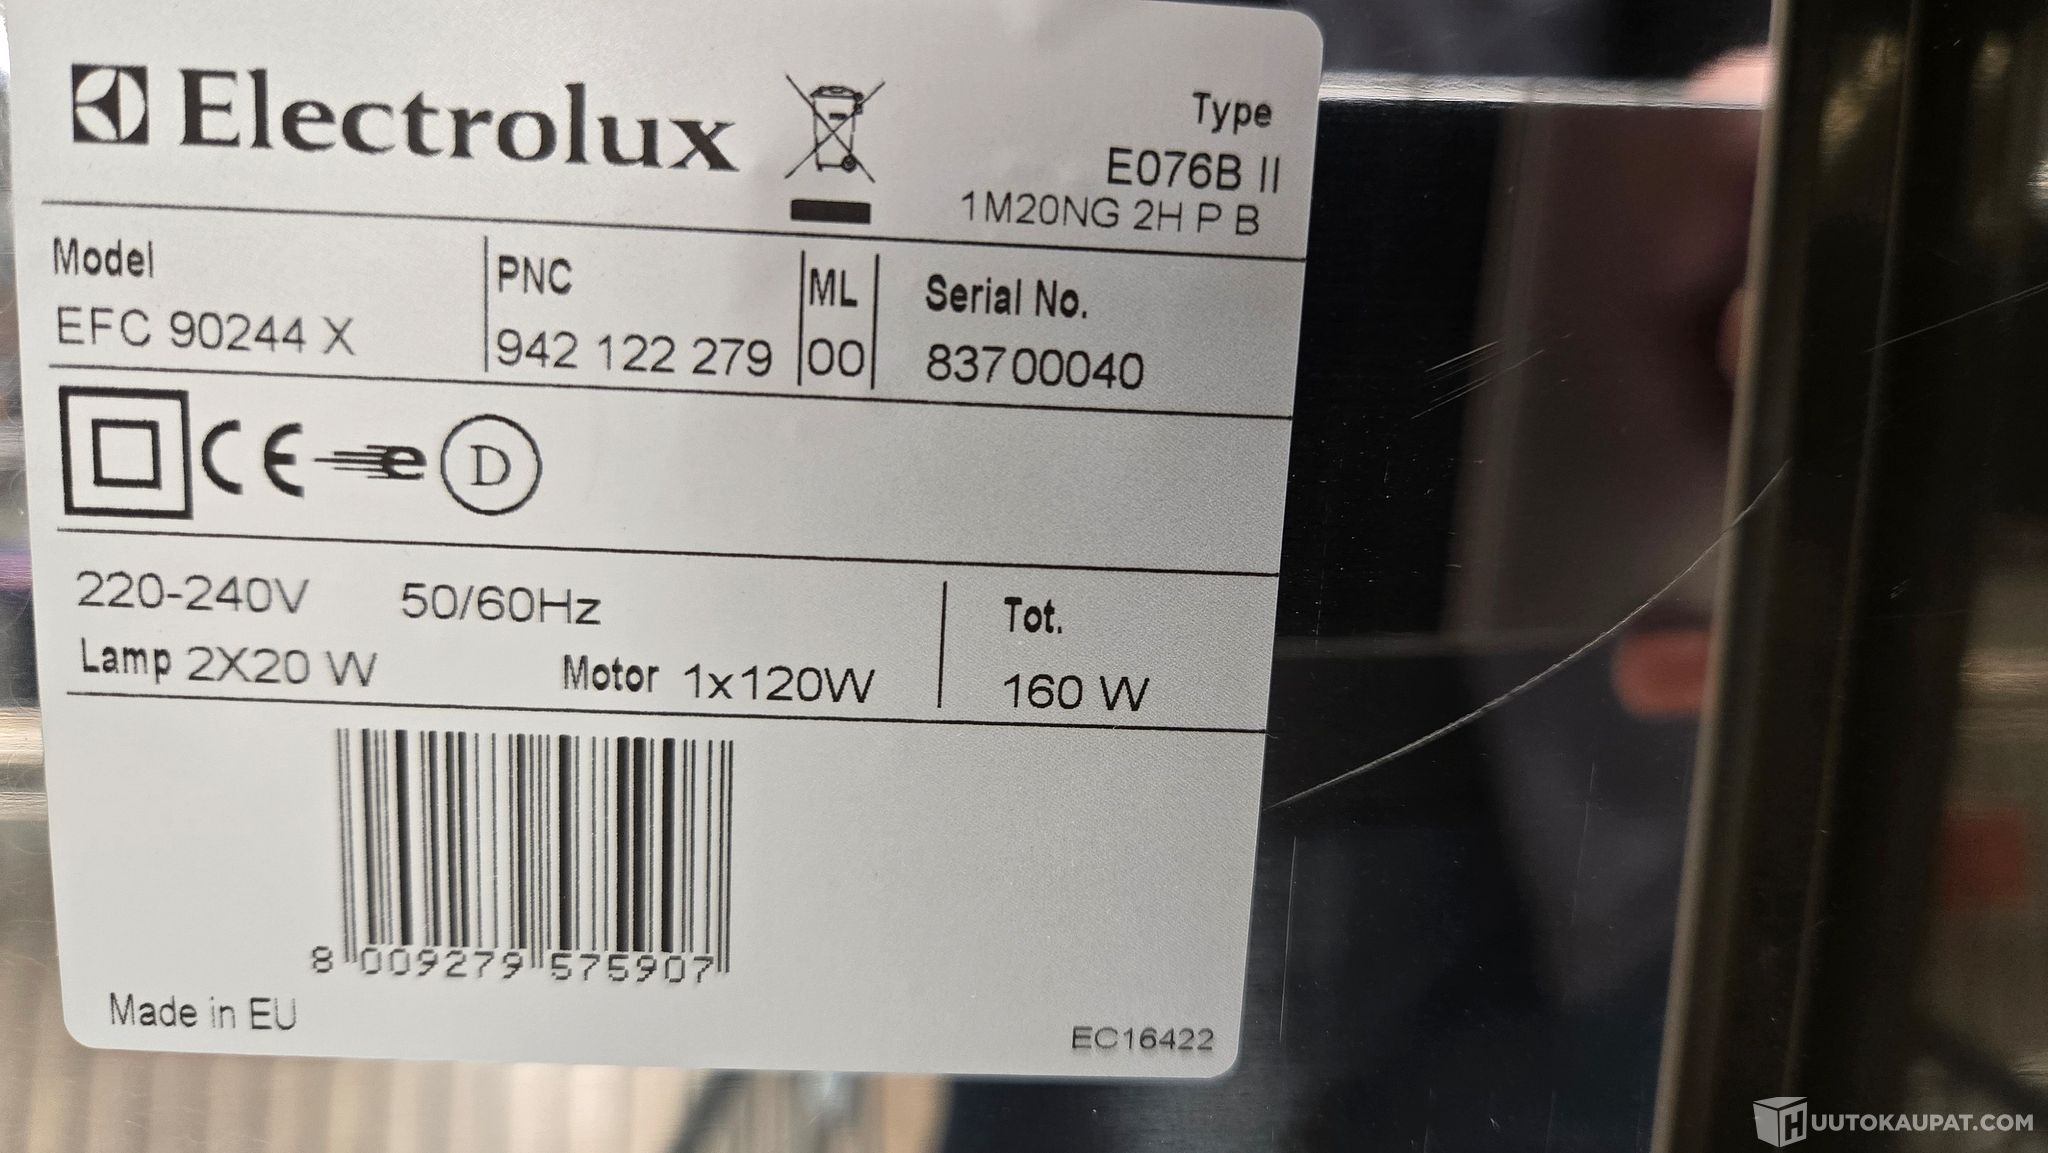 Electrolux
Type
E076B II
1M20NG 2H P B
Model
EFC 90244 X
PNC
942 122 279
ML
00
Serial No.
83700040
CE e D
220-240V 50/60Hz
Lamp 2X20 W Motor 1x120W
Tot.
160 W
8 009279 575907
Made in EU
EC16422
HUUTOKAUPAT.COM